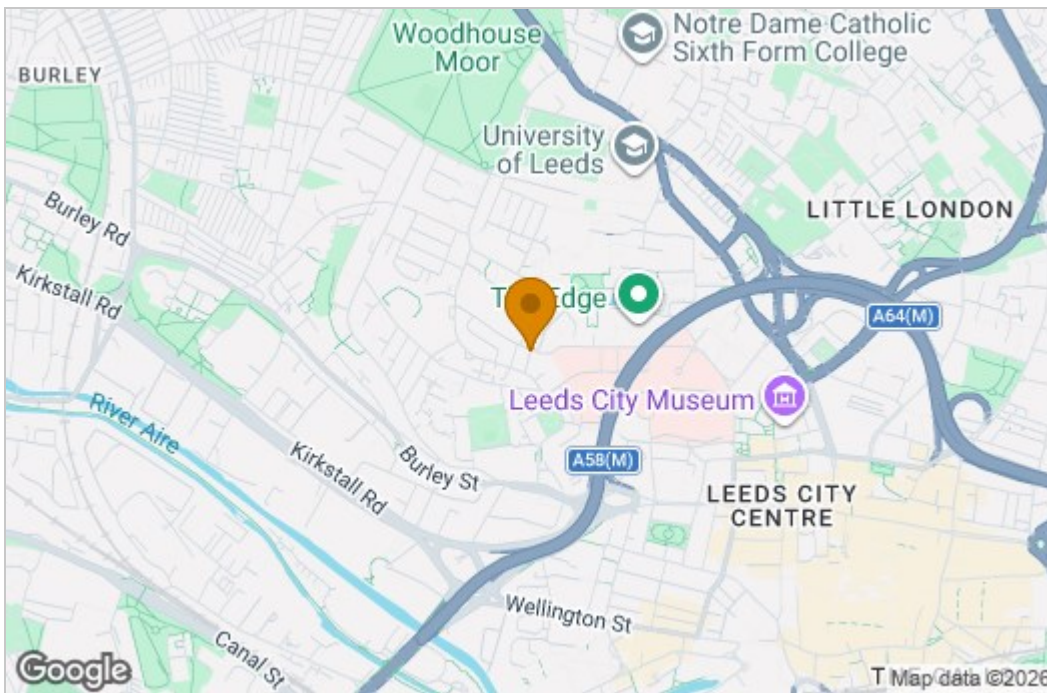 Woodhouse
Moor
Notre Dame Catholic
Sixth Form College
BURLEY
University
of Leeds
LITTLE LONDON
Burley Rd
Kirkstall Rd
Edge
A64(M)
Leeds City Museum
River Aire
Burley St
Kirkstall Rd
A58(M)
LEEDS CITY
CENTRE
Wellington St
Canal St
Google
Map data ©2026